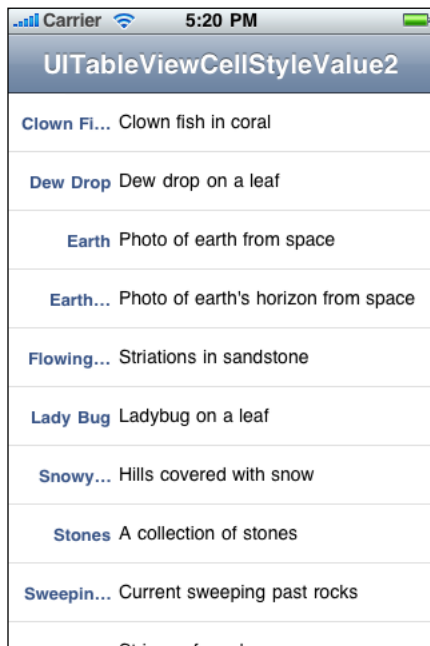 Carrier 5:20 PM
UITableViewCellStyleValue2
Clown Fi... Clown fish in coral
Dew Drop Dew drop on a leaf
Earth Photo of earth from space
Earth... Photo of earth's horizon from space
Flowing... Striations in sandstone
Lady Bug Ladybug on a leaf
Snowy... Hills covered with snow
Stones A collection of stones
Sweepin... Current sweeping past rocks